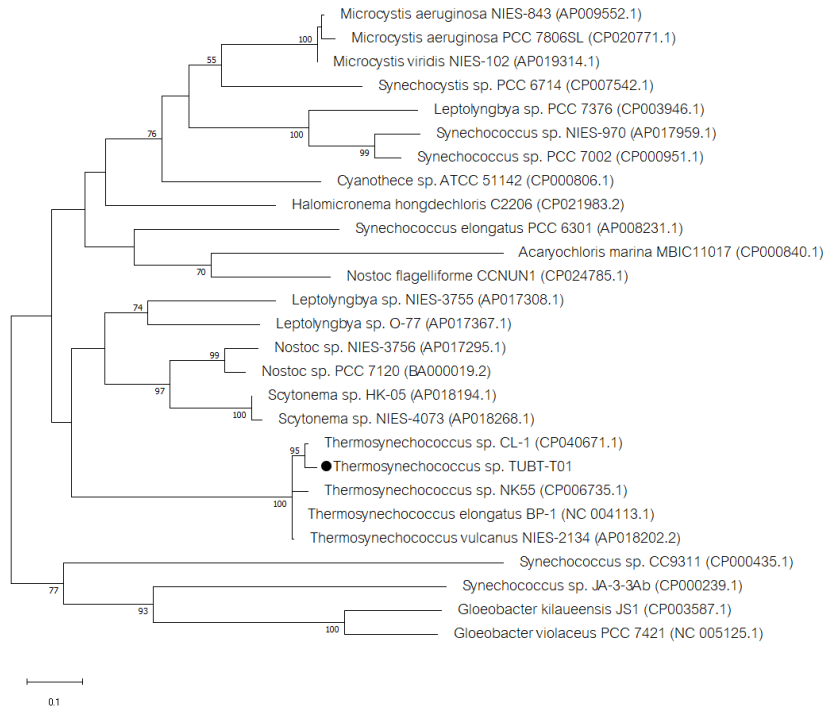 Microcystis aeruginosa NIES-843 (AP009552.1)
100
Microcystis aeruginosa PCC 7806SL (CP020771.1)
Microcystis viridis NIES-102 (AP019314.1)
55
Synechocystis sp. PCC 6714 (CP007542.1)
Leptolyngbya sp. PCC 7376 (CP003946.1)
76
100
Synechococcus sp. NIES-970 (AP017959.1)
99
Synechococcus sp. PCC 7002 (CP000951.1)
Cyanothece sp. ATCC 51142 (CP000806.1)
Halomicronema hongdechloris C2206 (CP021983.2)
Synechococcus elongatus PCC 6301 (AP008231.1)
Acaryochloris marina MBIC11017 (CP000840.1)
70
Nostoc flagelliforme CCNUN1 (CP024785.1)
Leptolyngbya sp. NIES-3755 (AP017308.1)
74
Leptolyngbya sp. O-77 (AP017367.1)
Nostoc sp. NIES-3756 (AP017295.1)
99
Nostoc sp. PCC 7120 (BA000019.2)
97
Scytonema sp. HK-05 (AP018194.1)
100
Scytonema sp. NIES-4073 (AP018268.1)
Thermosynechococcus sp. CL-1 (CP040671.1)
95
Thermosynechococcus sp. TUBT-T01
Thermosynechococcus sp. NK55 (CP006735.1)
100
Thermosynechococcus elongatus BP-1 (NC 004113.1)
Thermosynechococcus vulcanus NIES-2134 (AP018202.2)
Synechococcus sp. CC9311 (CP000435.1)
77
Synechococcus sp. JA-3-3Ab (CP000239.1)
93
Gloeobacter kilaueensis JS1 (CP003587.1)
100
Gloeobacter violaceus PCC 7421 (NC 005125.1)
0.1